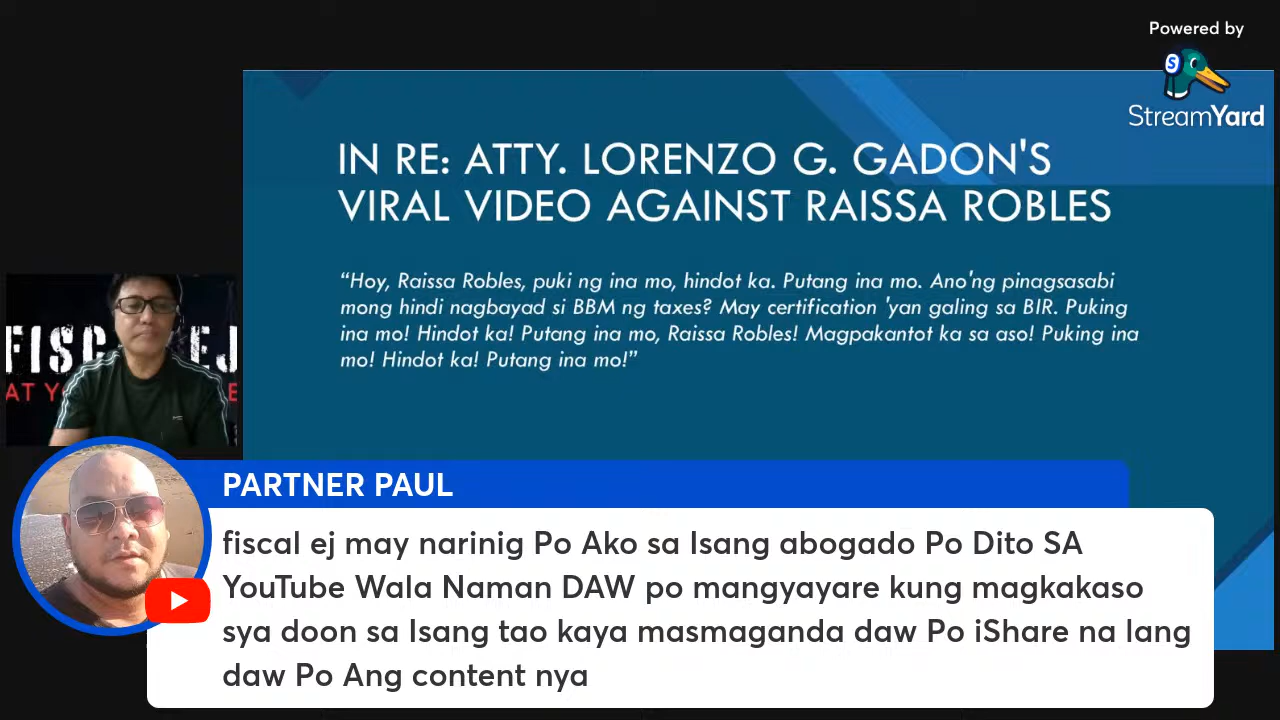 Powered by
StreamYard
IN RE: ATTY. LORENZO G. GADON'S
VIRAL VIDEO AGAINST RAISSA ROBLES
“Hoy, Raissa Robles, puki ng ina mo, hindot ka. Putang ina mo. Ano'ng pinagsasabi
mong hindi nagbayad si BBM ng taxes? May certification 'yan galing sa BIR. Puking
ina mo! Hindot ka! Putang ina mo, Raissa Robles! Magpakantot ka sa aso! Puking ina
mo! Hindot ka! Putang ina mo!”
EJ
AT
PARTNER PAUL
fiscal ej may narinig Po Ako sa Isang abogado Po Dito SA
YouTube Wala Naman DAW po mangyayare kung magkakaso
sya doon sa Isang tao kaya masmaganda daw Po iShare na lang
daw Po Ang content nya